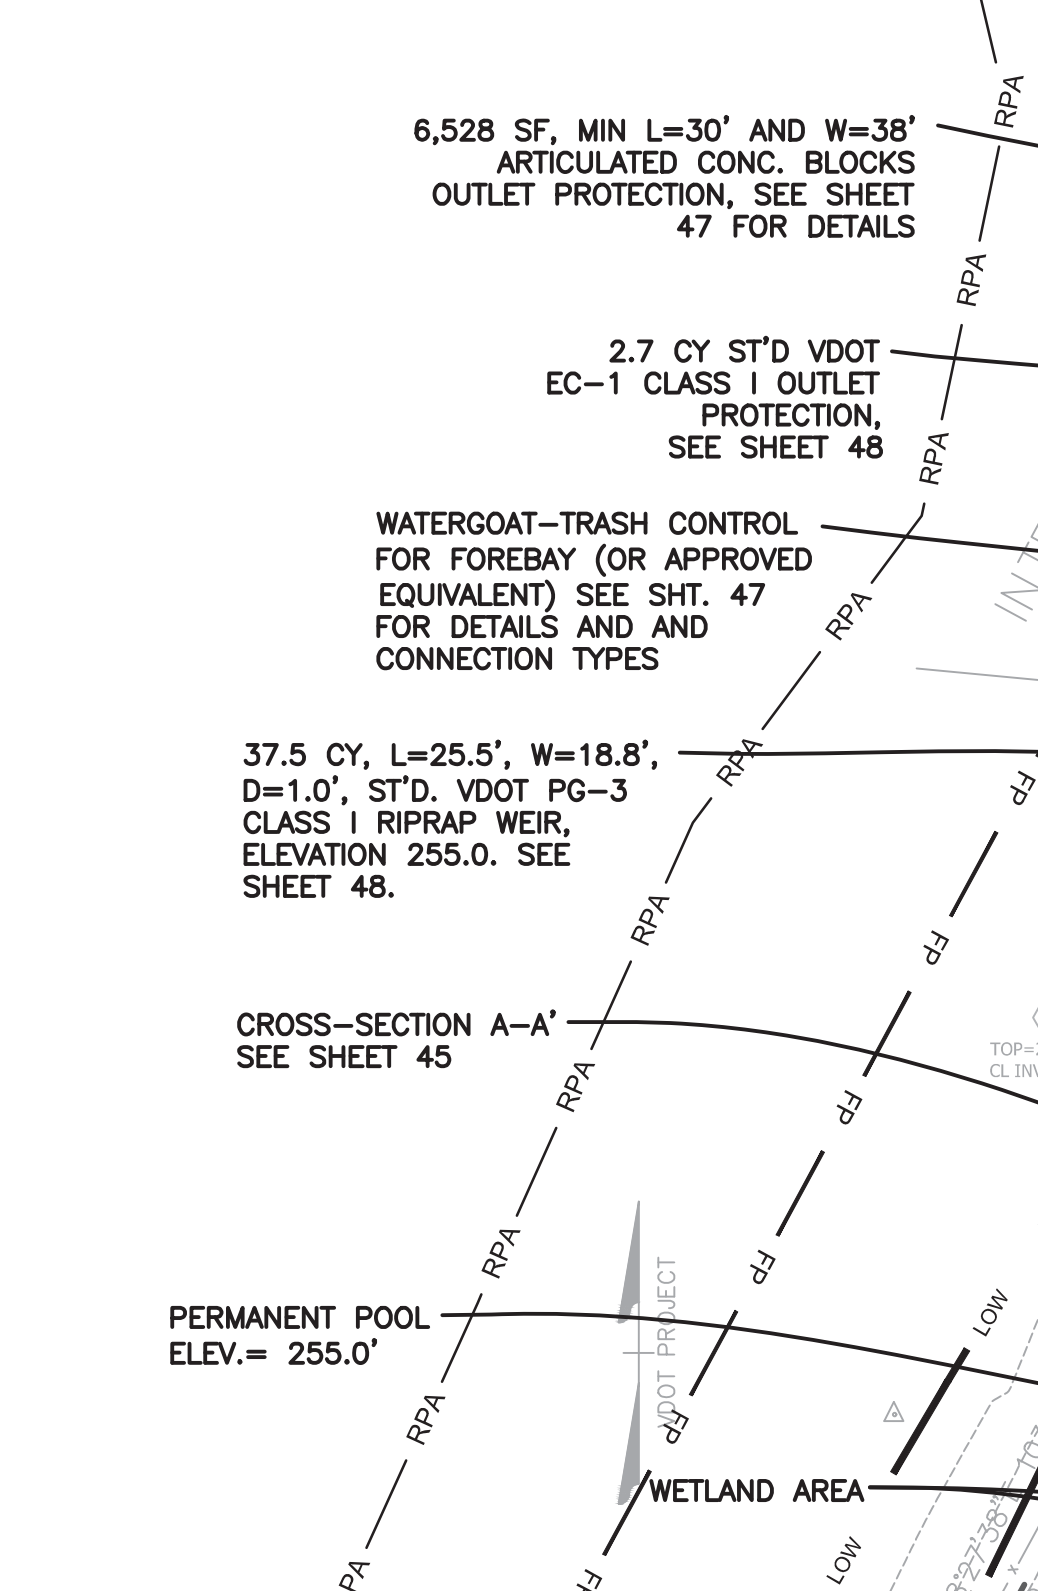 RPA
6,528 SF, MIN L=30' AND W=38'
ARTICULATED CONC. BLOCKS
OUTLET PROTECTION, SEE SHEET
47 FOR DETAILS
RPA
2.7 CY ST'D VDOT
EC-1 CLASS I OUTLET
PROTECTION,
SEE SHEET 48
RPA
WATERGOAT-TRASH CONTROL
FOR FOREBAY (OR APPROVED
EQUIVALENT) SEE SHT. 47
FOR DETAILS AND AND
CONNECTION TYPES
IN
RPA
37.5 CY, L=25.5', W=18.8',
D=1.0', ST'D. VDOT PG-3
CLASS I RIPRAP WEIR,
ELEVATION 255.0. SEE
SHEET 48.
RPA
FP
RPA
FP
CROSS-SECTION A-A'
SEE SHEET 45
TOP=
CL INV
RPA
FP
RPA
FP
PERMANENT POOL
ELEV.= 255.0'
VDOT PROJECT
LOW
RPA
FP
WETLAND AREA
LOW
PA